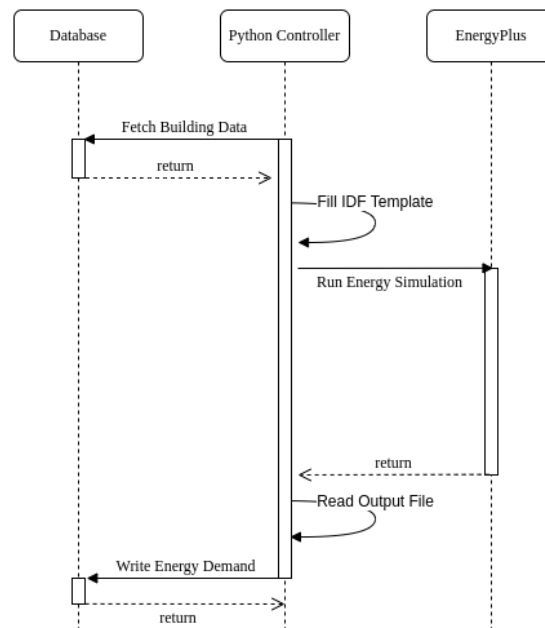 Database
Python Controller
EnergyPlus
Fetch Building Data
return
Fill IDF Template
Run Energy Simulation
return
Read Output File
Write Energy Demand
return